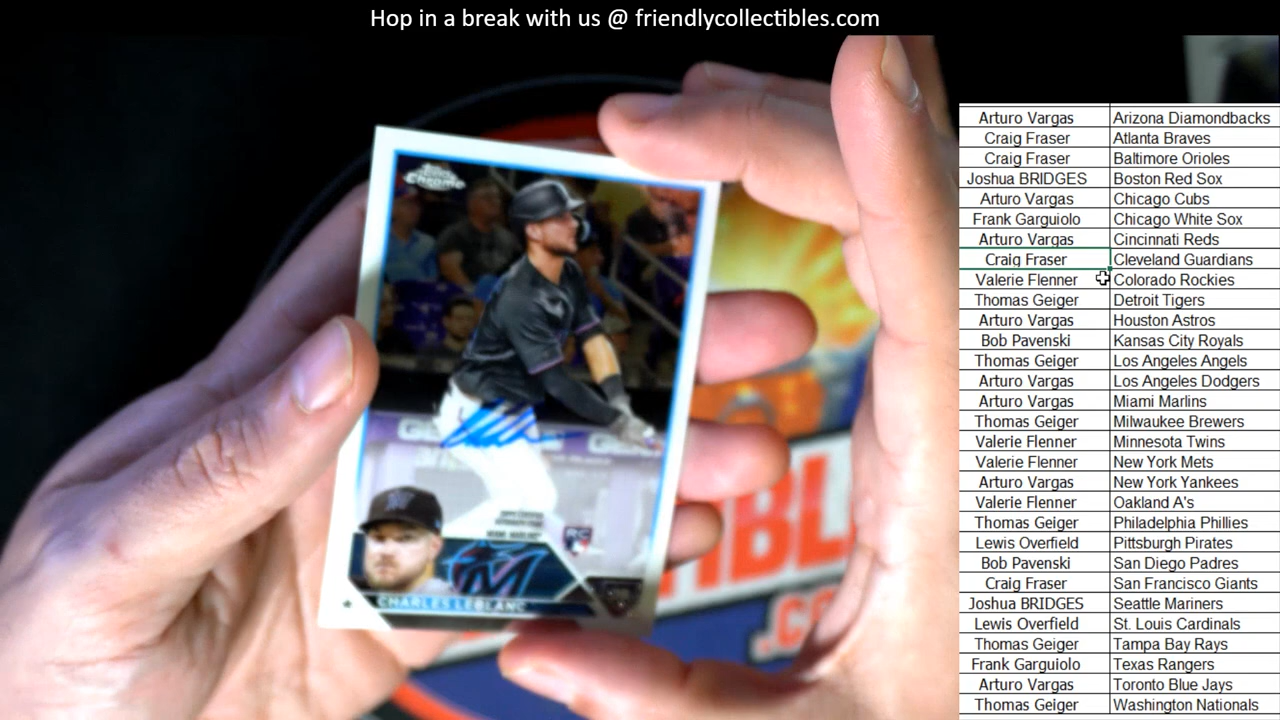 Hop in a break with us @ friendlycollectibles.com
Topps
Chrome
RC
CHARLES LEBLANC
IBL
.CO
Arturo Vargas Arizona Diamondbacks
Craig Fraser Atlanta Braves
Craig Fraser Baltimore Orioles
Joshua BRIDGES Boston Red Sox
Arturo Vargas Chicago Cubs
Frank Garguiolo Chicago White Sox
Arturo Vargas Cincinnati Reds
Craig Fraser Cleveland Guardians
Valerie Flenner Colorado Rockies
Thomas Geiger Detroit Tigers
Arturo Vargas Houston Astros
Bob Pavenski Kansas City Royals
Thomas Geiger Los Angeles Angels
Arturo Vargas Los Angeles Dodgers
Arturo Vargas Miami Marlins
Thomas Geiger Milwaukee Brewers
Valerie Flenner Minnesota Twins
Valerie Flenner New York Mets
Arturo Vargas New York Yankees
Valerie Flenner Oakland A's
Thomas Geiger Philadelphia Phillies
Lewis Overfield Pittsburgh Pirates
Bob Pavenski San Diego Padres
Craig Fraser San Francisco Giants
Joshua BRIDGES Seattle Mariners
Lewis Overfield St. Louis Cardinals
Thomas Geiger Tampa Bay Rays
Frank Garguiolo Texas Rangers
Arturo Vargas Toronto Blue Jays
Thomas Geiger Washington Nationals